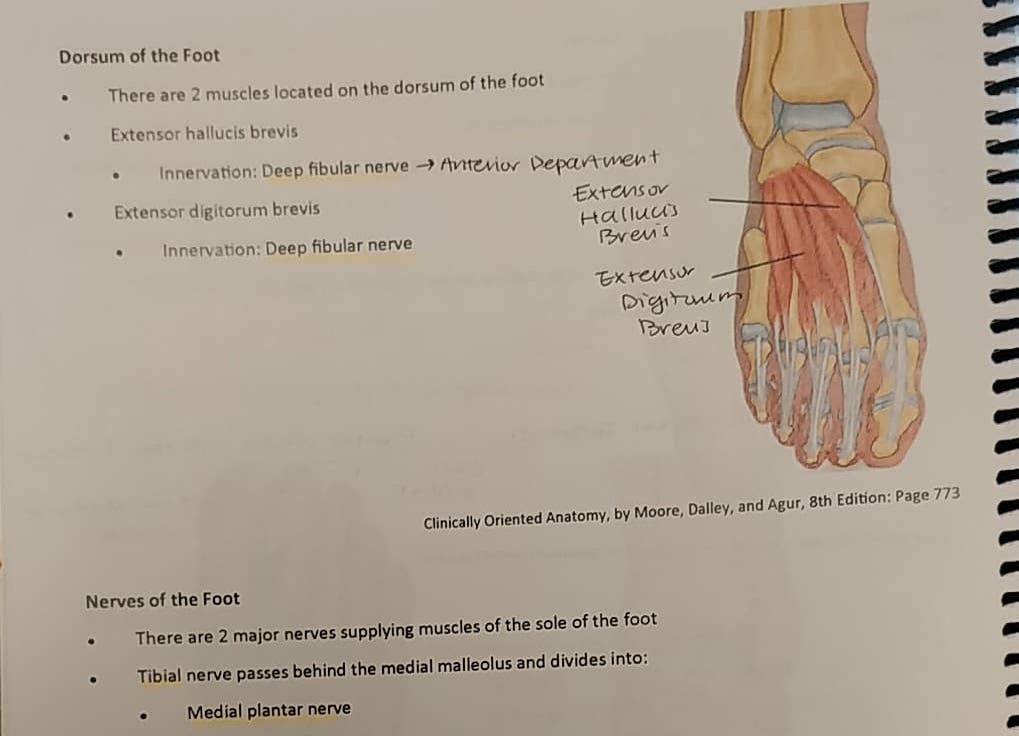 Dorsum of the Foot
• There are 2 muscles located on the dorsum of the foot
• Extensor hallucis brevis
• Innervation: Deep fibular nerve → Anterior Department
• Extensor digitorum brevis
• Innervation: Deep fibular nerve
Extensor
Hallucis
Brevis
Extensor
Digitorum
Brevis
Clinically Oriented Anatomy, by Moore, Dalley, and Agur, 8th Edition: Page 773
Nerves of the Foot
• There are 2 major nerves supplying muscles of the sole of the foot
• Tibial nerve passes behind the medial malleolus and divides into:
• Medial plantar nerve